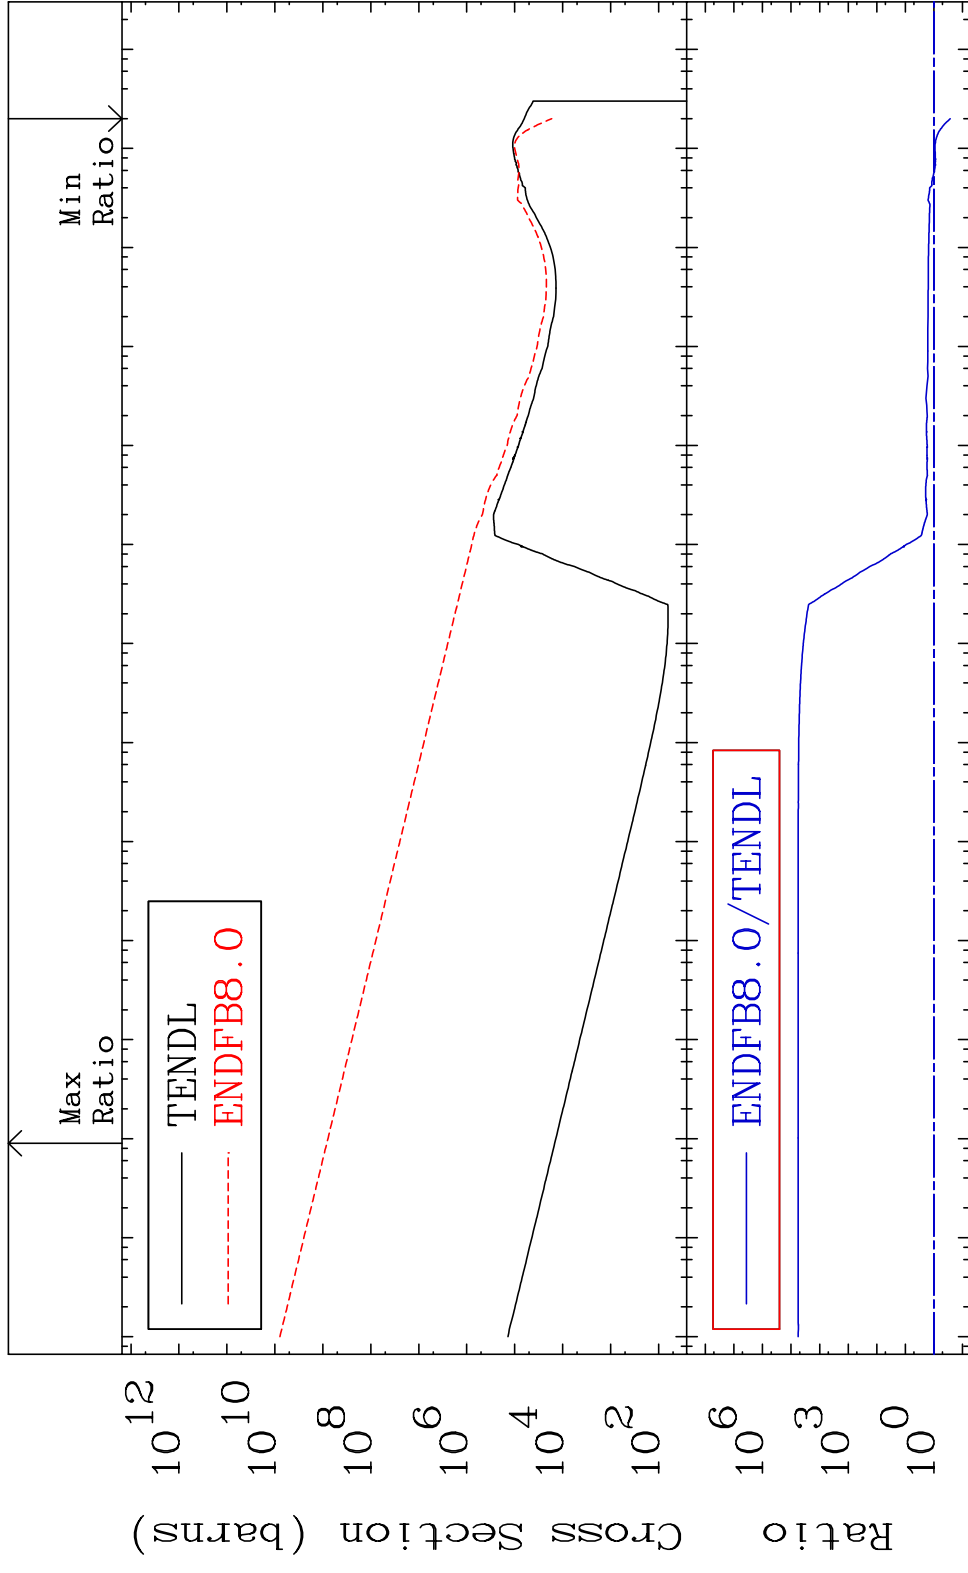 Max
Ratio
Min
Ratio
TENDL
ENDFB8.0
10 12
10 10
10 8
10 6
10 4
10 2
Cross Section (barns)
ENDFB8.0/TENDL
10 6
10 3
10 0
Ratio